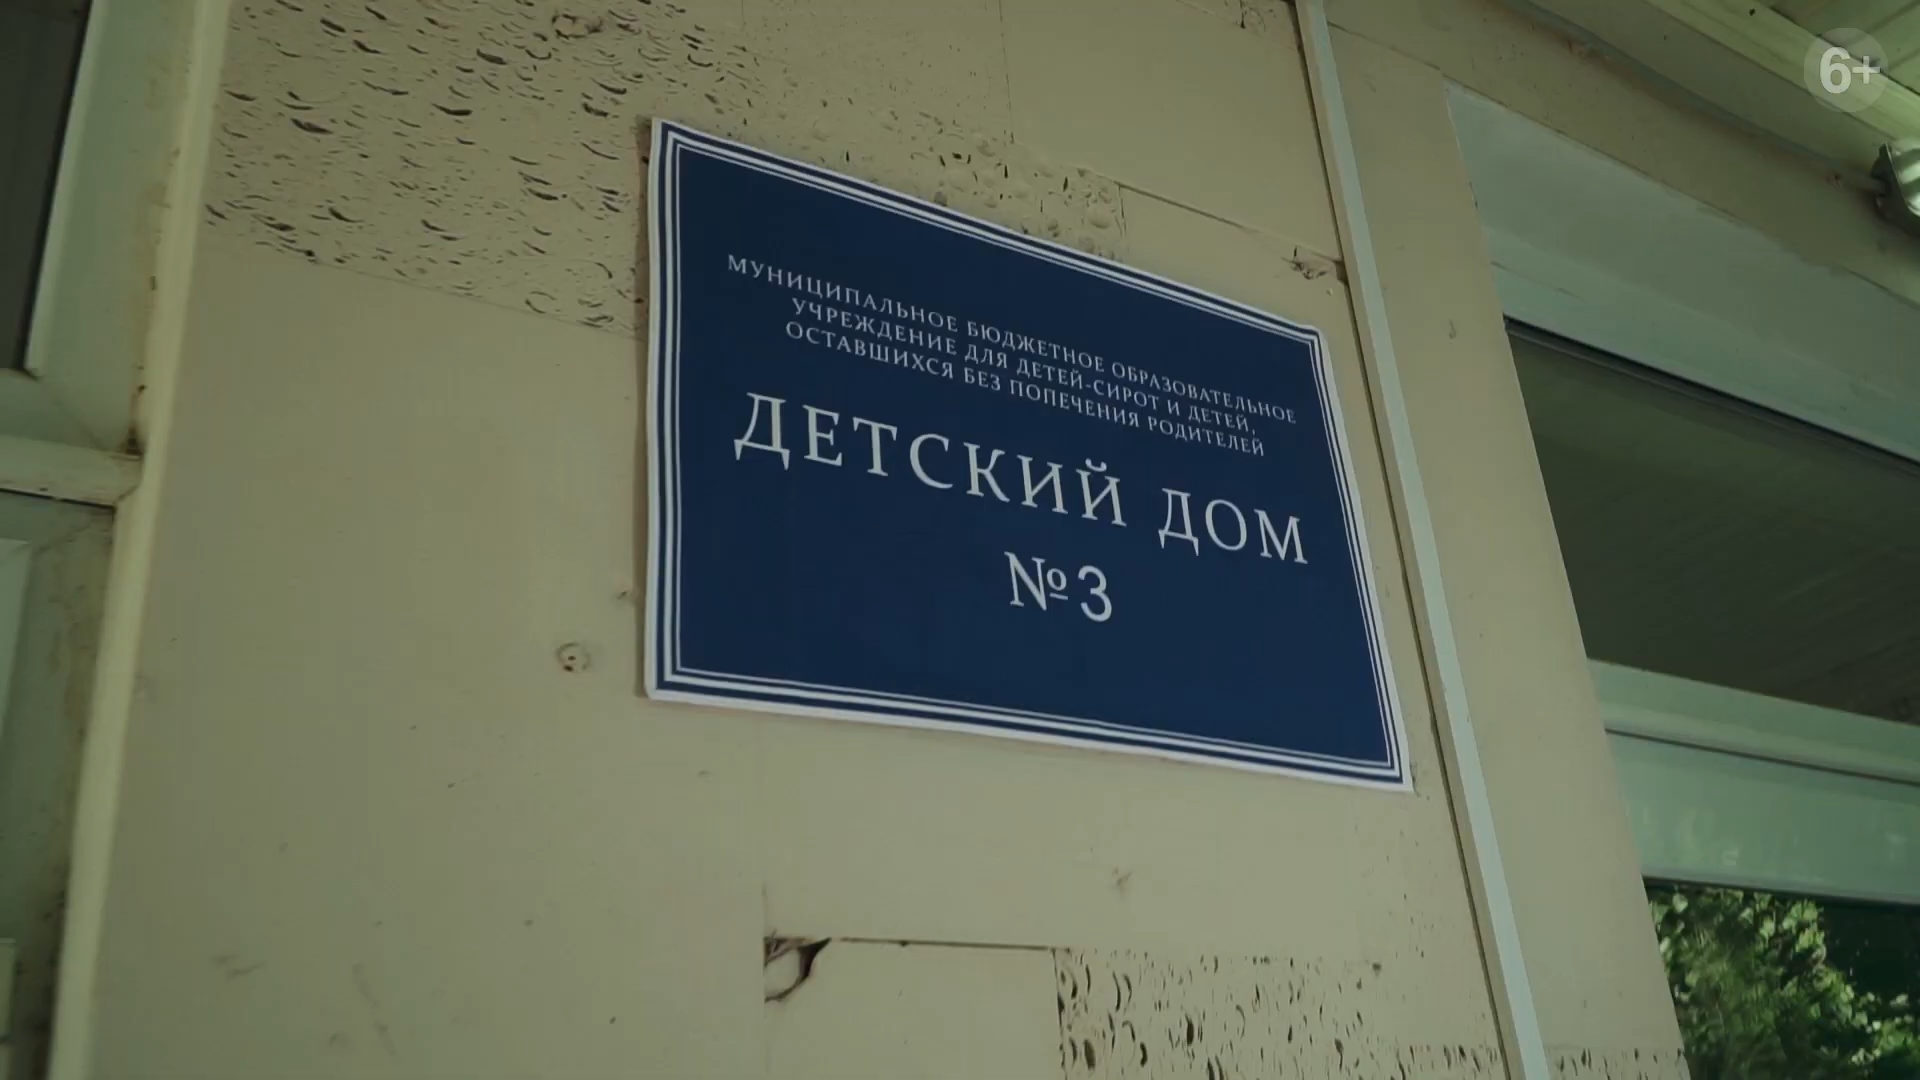 6+
МУНИЦИПАЛЬНОЕ БЮДЖЕТНОЕ ОБРАЗОВАТЕЛЬНОЕ
УЧРЕЖДЕНИЕ ДЛЯ ДЕТЕЙ-СИРОТ И ДЕТЕЙ,
ОСТАВШИХСЯ БЕЗ ПОПЕЧЕНИЯ РОДИТЕЛЕЙ
ДЕТСКИЙ ДОМ
№3